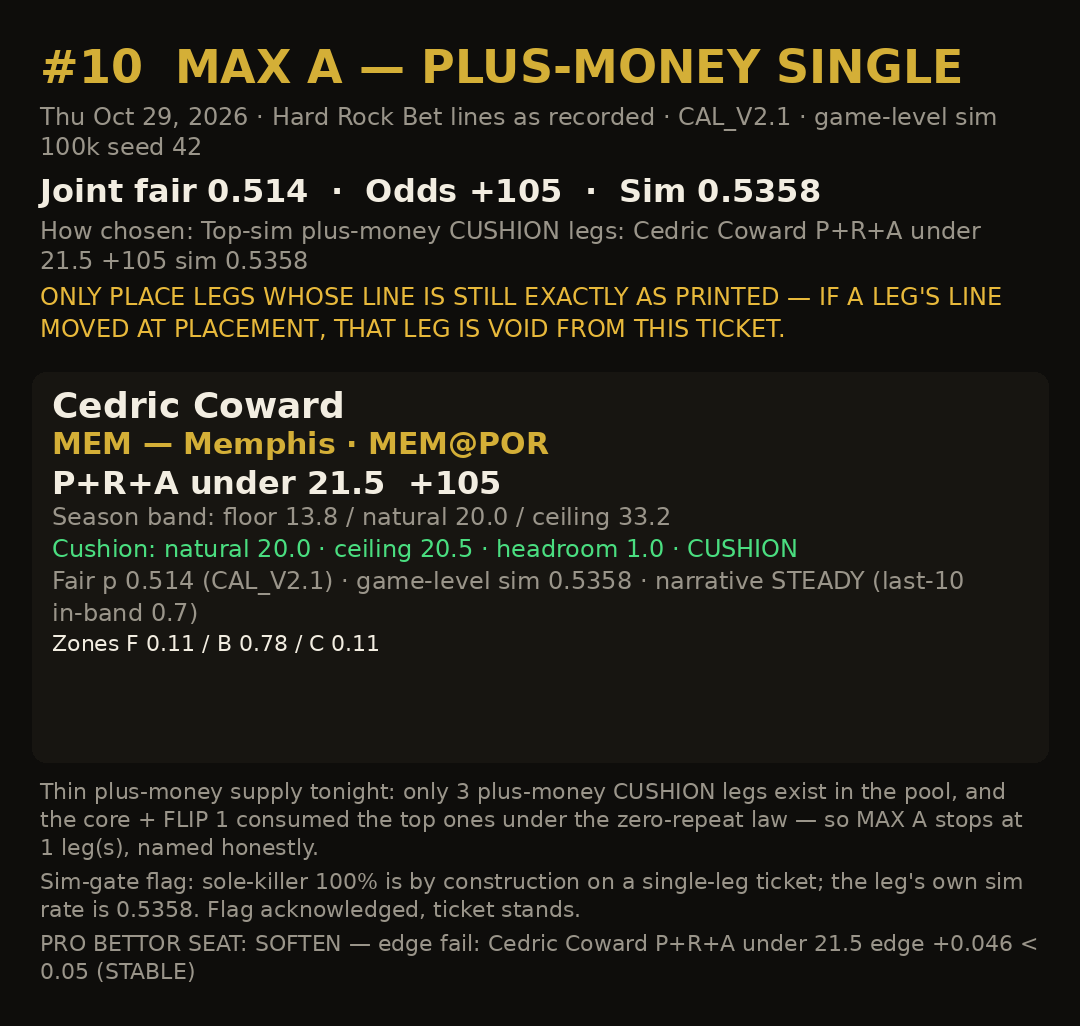 #10 MAX A — PLUS-MONEY SINGLE
Thu Oct 29, 2026 · Hard Rock Bet lines as recorded · CAL_V2.1 · game-level sim
100k seed 42
Joint fair 0.514 · Odds +105 · Sim 0.5358
How chosen: Top-sim plus-money CUSHION legs: Cedric Coward P+R+A under
21.5 +105 sim 0.5358
ONLY PLACE LEGS WHOSE LINE IS STILL EXACTLY AS PRINTED — IF A LEG'S LINE
MOVED AT PLACEMENT, THAT LEG IS VOID FROM THIS TICKET.
Cedric Coward
MEM — Memphis · MEM@POR
P+R+A under 21.5 +105
Season band: floor 13.8 / natural 20.0 / ceiling 33.2
Cushion: natural 20.0 · ceiling 20.5 · headroom 1.0 · CUSHION
Fair p 0.514 (CAL_V2.1) · game-level sim 0.5358 · narrative STEADY (last-10
in-band 0.7)
Zones F 0.11 / B 0.78 / C 0.11
Thin plus-money supply tonight: only 3 plus-money CUSHION legs exist in the pool, and
the core + FLIP 1 consumed the top ones under the zero-repeat law — so MAX A stops at
1 leg(s), named honestly.
Sim-gate flag: sole-killer 100% is by construction on a single-leg ticket; the leg's own sim
rate is 0.5358. Flag acknowledged, ticket stands.
PRO BETTOR SEAT: SOFTEN — edge fail: Cedric Coward P+R+A under 21.5 edge +0.046 <
0.05 (STABLE)